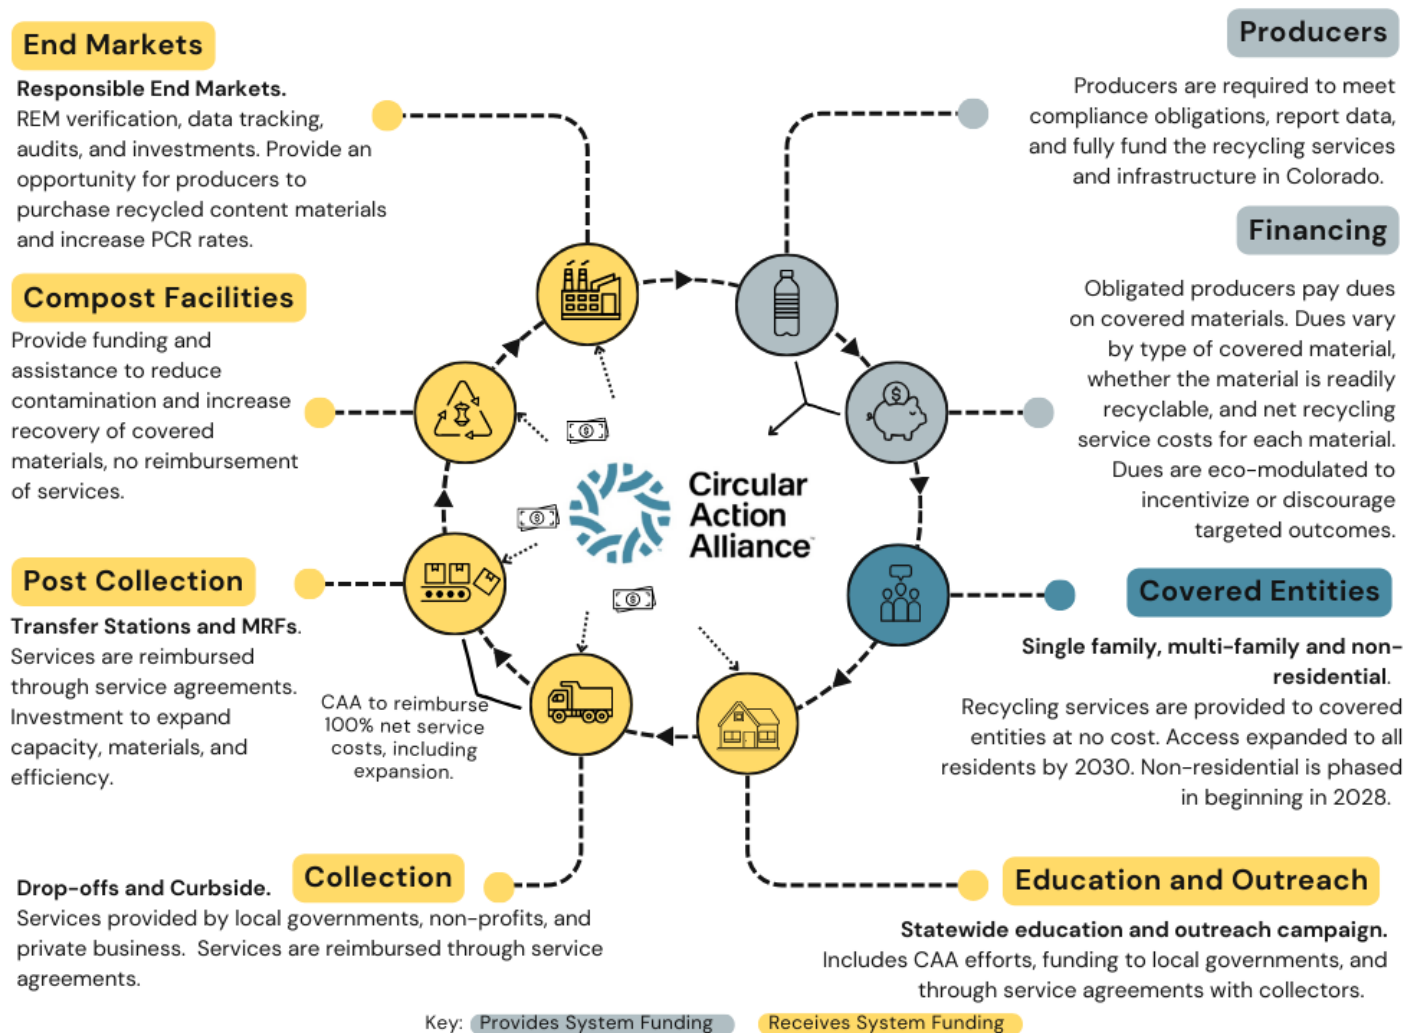 End Markets
Responsible End Markets.
REM verification, data tracking,
audits, and investments. Provide an
opportunity for producers to
purchase recycled content materials
and increase PCR rates.
Producers
Producers are required to meet
compliance obligations, report data,
and fully fund the recycling services
and infrastructure in Colorado.
Compost Facilities
Provide funding and
assistance to reduce
contamination and increase
recovery of covered
materials, no reimbursement
of services.
Financing
Obligated producers pay dues
on covered materials. Dues vary
by type of covered material,
whether the material is readily
recyclable, and net recycling
service costs for each material.
Dues are eco-modulated to
incentivize or discourage
targeted outcomes.
Circular
Action
Alliance™
Post Collection
Transfer Stations and MRFs.
Services are reimbursed
through service agreements.
Investment to expand
capacity, materials, and
efficiency.
CAA to reimburse
100% net service
costs, including
expansion.
Covered Entities
Single family, multi-family and non-
residential.
Recycling services are provided to covered
entities at no cost. Access expanded to all
residents by 2030. Non-residential is phased
in beginning in 2028.
Collection
Drop-offs and Curbside.
Services provided by local governments, non-profits, and
private business. Services are reimbursed through service
agreements.
Education and Outreach
Statewide education and outreach campaign.
Includes CAA efforts, funding to local governments, and
through service agreements with collectors.
Key: Provides System Funding Receives System Funding